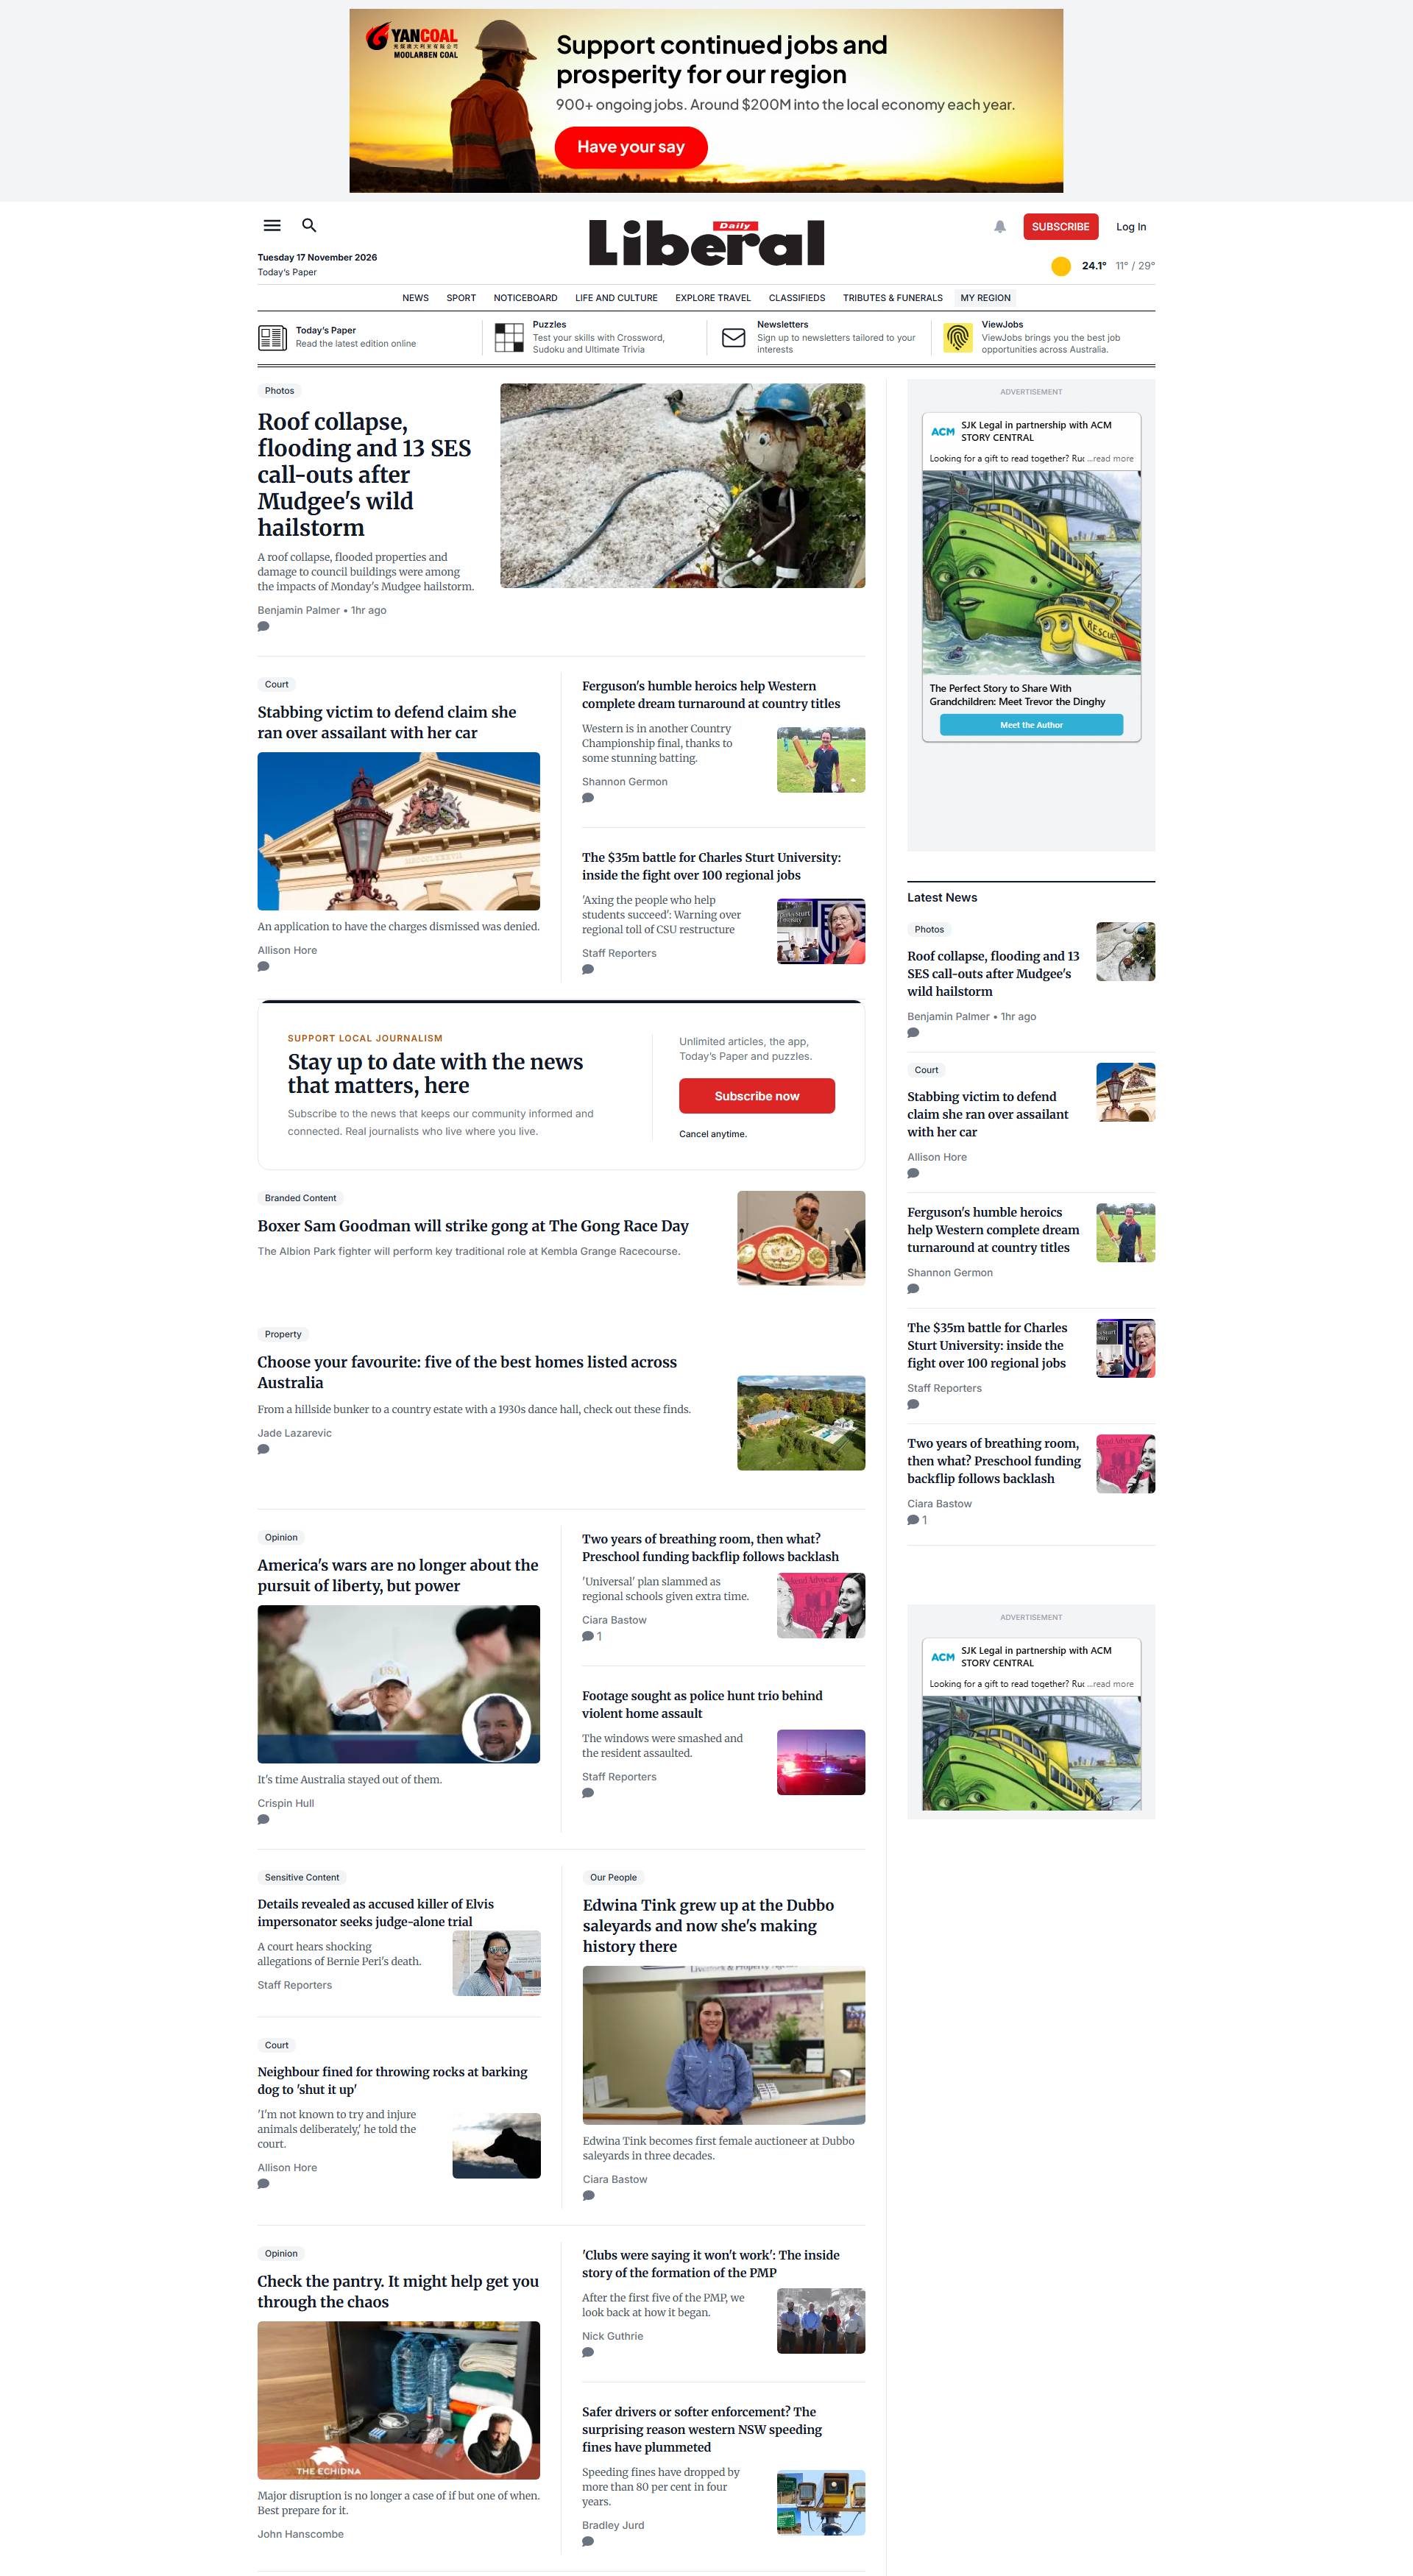 YANCOAL
MOOLARBEN COAL
Support continued jobs and
prosperity for our region
900+ ongoing jobs. Around $200M into the local economy each year.
Have your say
Daily
Liberal
SUBSCRIBE
Log In
Tuesday 17 November 2026
Today's Paper
24.1° 11° / 29°
NEWS SPORT NOTICEBOARD LIFE AND CULTURE EXPLORE TRAVEL CLASSIFIEDS TRIBUTES & FUNERALS MY REGION
Today's Paper
Read the latest edition online
Puzzles
Test your skills with Crossword,
Sudoku and Ultimate Trivia
Newsletters
Sign up to newsletters tailored to your
interests
ViewJobs
ViewJobs brings you the best job
opportunities across Australia.
Photos
Roof collapse,
flooding and 13 SES
call-outs after
Mudgee's wild
hailstorm
A roof collapse, flooded properties and
damage to council buildings were among
the impacts of Monday's Mudgee hailstorm.
Benjamin Palmer • 1hr ago
Court
Stabbing victim to defend claim she
ran over assailant with her car
An application to have the charges dismissed was denied.
Allison Hore
Ferguson's humble heroics help Western
complete dream turnaround at country titles
Western is in another Country
Championship final, thanks to
some stunning batting.
Shannon Germon
The $35m battle for Charles Sturt University:
inside the fight over 100 regional jobs
'Axing the people who help
students succeed': Warning over
regional toll of CSU restructure
Staff Reporters
SUPPORT LOCAL JOURNALISM
Stay up to date with the news
that matters, here
Subscribe to the news that keeps our community informed and
connected. Real journalists who live where you live.
Unlimited articles, the app,
Today's Paper and puzzles.
Subscribe now
Cancel anytime.
Branded Content
Boxer Sam Goodman will strike gong at The Gong Race Day
The Albion Park fighter will perform key traditional role at Kembla Grange Racecourse.
Property
Choose your favourite: five of the best homes listed across
Australia
From a hillside bunker to a country estate with a 1930s dance hall, check out these finds.
Jade Lazarevic
Opinion
America's wars are no longer about the
pursuit of liberty, but power
USA
It's time Australia stayed out of them.
Crispin Hull
Two years of breathing room, then what?
Preschool funding backflip follows backlash
'Universal' plan slammed as
regional schools given extra time.
Ciara Bastow
1
Footage sought as police hunt trio behind
violent home assault
The windows were smashed and
the resident assaulted.
Staff Reporters
Sensitive Content
Details revealed as accused killer of Elvis
impersonator seeks judge-alone trial
A court hears shocking
allegations of Bernie Peri's death.
Staff Reporters
Court
Neighbour fined for throwing rocks at barking
dog to 'shut it up'
'I'm not known to try and injure
animals deliberately,' he told the
court.
Allison Hore
Our People
Edwina Tink grew up at the Dubbo
saleyards and now she's making
history there
Edwina Tink becomes first female auctioneer at Dubbo
saleyards in three decades.
Ciara Bastow
Opinion
Check the pantry. It might help get you
through the chaos
THE ECHIDNA
Major disruption is no longer a case of if but one of when.
Best prepare for it.
John Hanscombe
'Clubs were saying it won't work': The inside
story of the formation of the PMP
After the first five of the PMP, we
look back at how it began.
Nick Guthrie
Safer drivers or softer enforcement? The
surprising reason western NSW speeding
fines have plummeted
Speeding fines have dropped by
more than 80 per cent in four
years.
Bradley Jurd
ADVERTISEMENT
ACM
SJK Legal in partnership with ACM
STORY CENTRAL
Looking for a gift to read together? Ruc ...read more
RESCUE
The Perfect Story to Share With
Grandchildren: Meet Trevor the Dinghy
Meet the Author
Latest News
Photos
Roof collapse, flooding and 13
SES call-outs after Mudgee's
wild hailstorm
Benjamin Palmer • 1hr ago
Court
Stabbing victim to defend
claim she ran over assailant
with her car
Allison Hore
Ferguson's humble heroics
help Western complete dream
turnaround at country titles
Shannon Germon
The $35m battle for Charles
Sturt University: inside the
fight over 100 regional jobs
Staff Reporters
Two years of breathing room,
then what? Preschool funding
backflip follows backlash
Ciara Bastow
1
ADVERTISEMENT
ACM
SJK Legal in partnership with ACM
STORY CENTRAL
Looking for a gift to read together? Ruc ...read more